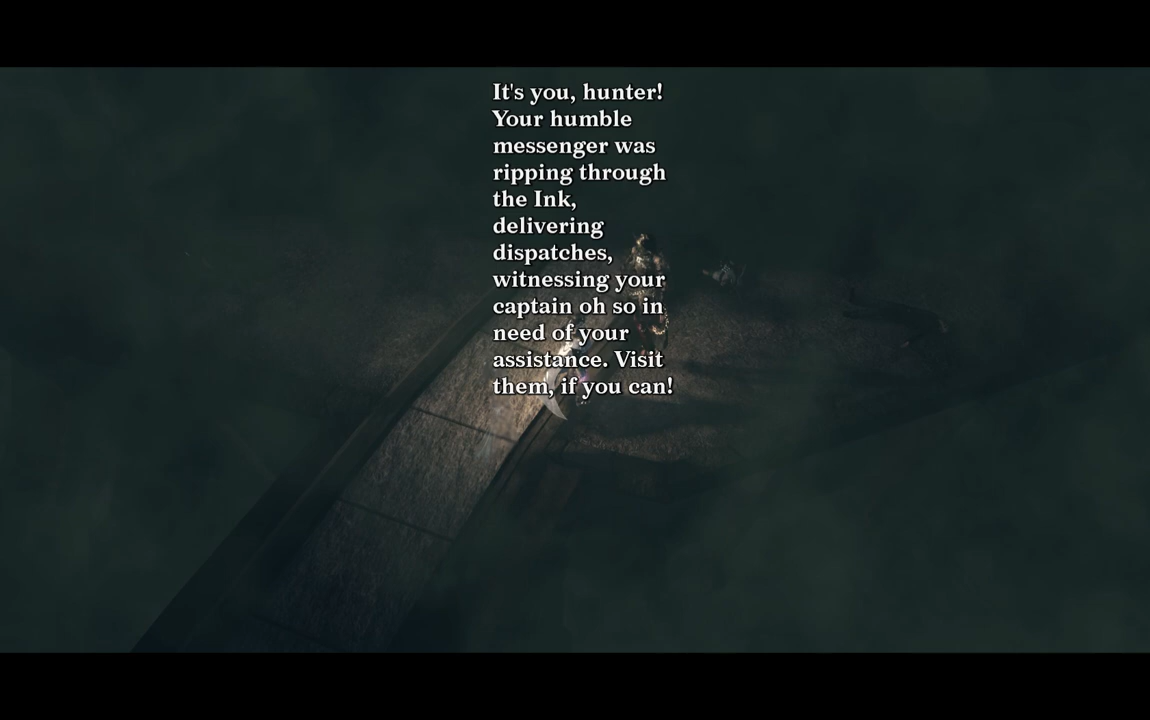 It's you, hunter!
Your humble
messenger was
ripping through
the Ink,
delivering
dispatches,
witnessing your
captain oh so in
need of your
assistance. Visit
them, if you can!